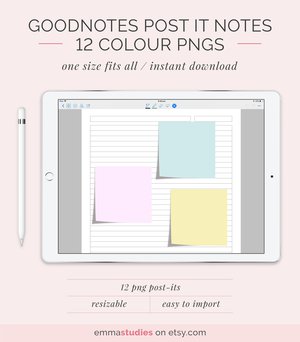 GOODNOTES POST IT NOTES
12 COLOUR PNGS
one size fits all / instant download
12 png post-its
resizable
easy to import
emmastudies on etsy.com